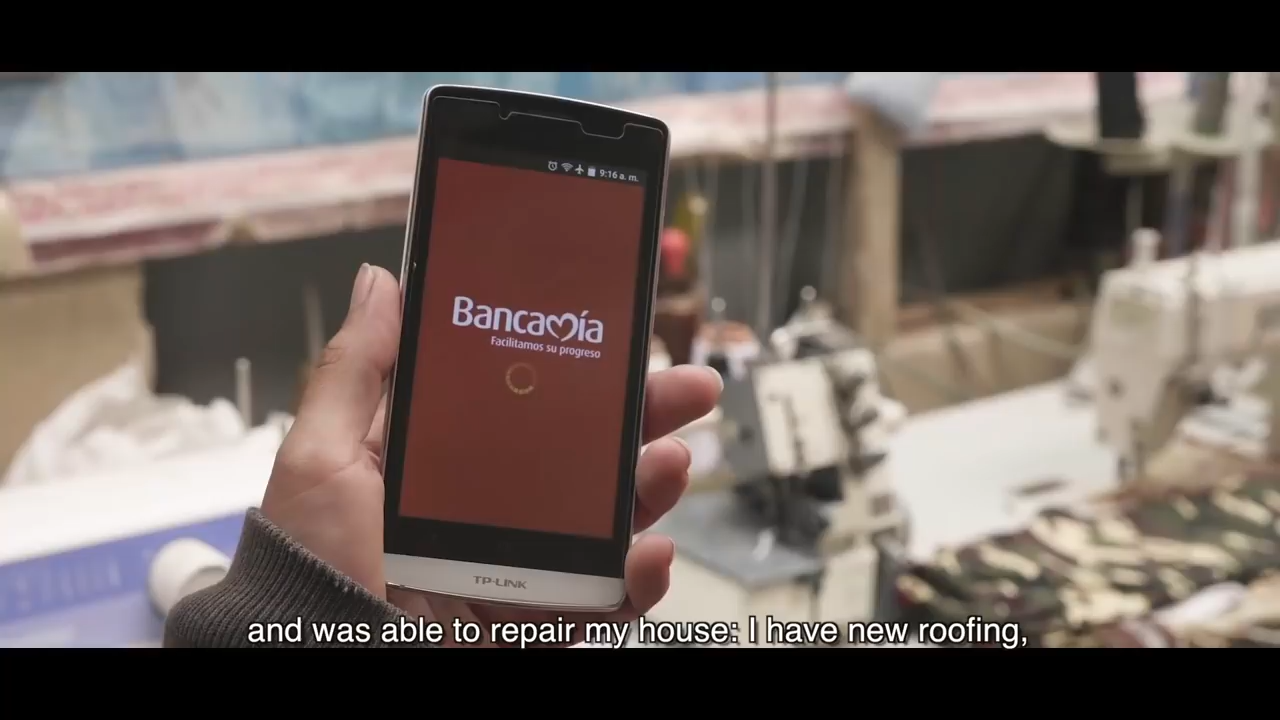 9:16 a. m.
Bancamía
Facilitamos su progreso
TP-LINK
and was able to repair my house: I have new roofing,